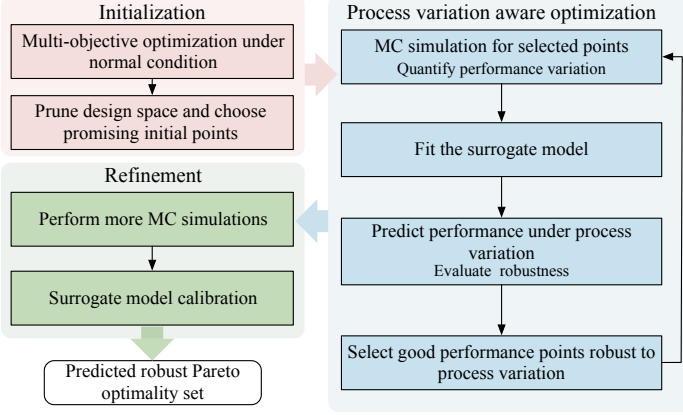 Initialization
Multi-objective optimization under
normal condition
Prune design space and choose
promising initial points
Process variation aware optimization
MC simulation for selected points
Quantify performance variation
Fit the surrogate model
Predict performance under process
variation
Evaluate robustness
Select good performance points robust to
process variation
Refinement
Perform more MC simulations
Surrogate model calibration
Predicted robust Pareto
optimality set